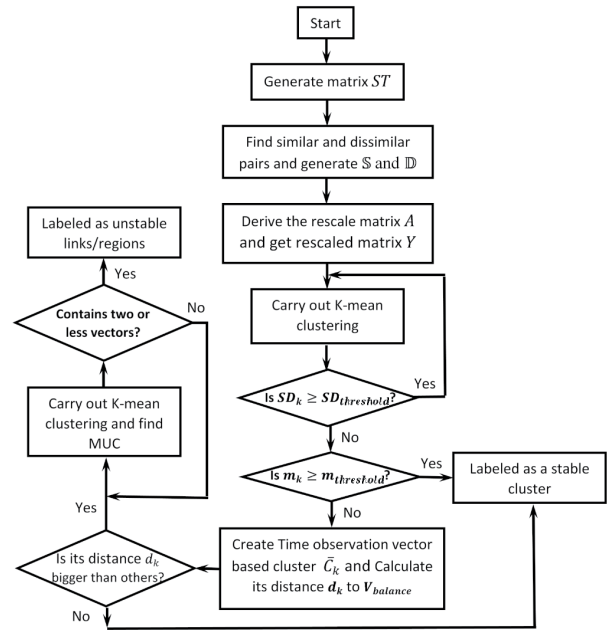 Start
Generate matrix ST
Find similar and dissimilar
pairs and generate 𝕊 and 𝔻
Derive the rescale matrix A
and get rescaled matrix Y
Carry out K-mean
clustering
Is SD_k ≥ SD_threshold?
Yes
No
Is m_k ≥ m_threshold?
Yes
Labeled as a stable
cluster
No
Create Time observation vector
based cluster C̄_k and Calculate
its distance d_k to V_balance
Is its distance d_k
bigger than others?
No
Yes
Carry out K-mean
clustering and find
MUC
Contains two or
less vectors?
No
Yes
Labeled as unstable
links/regions